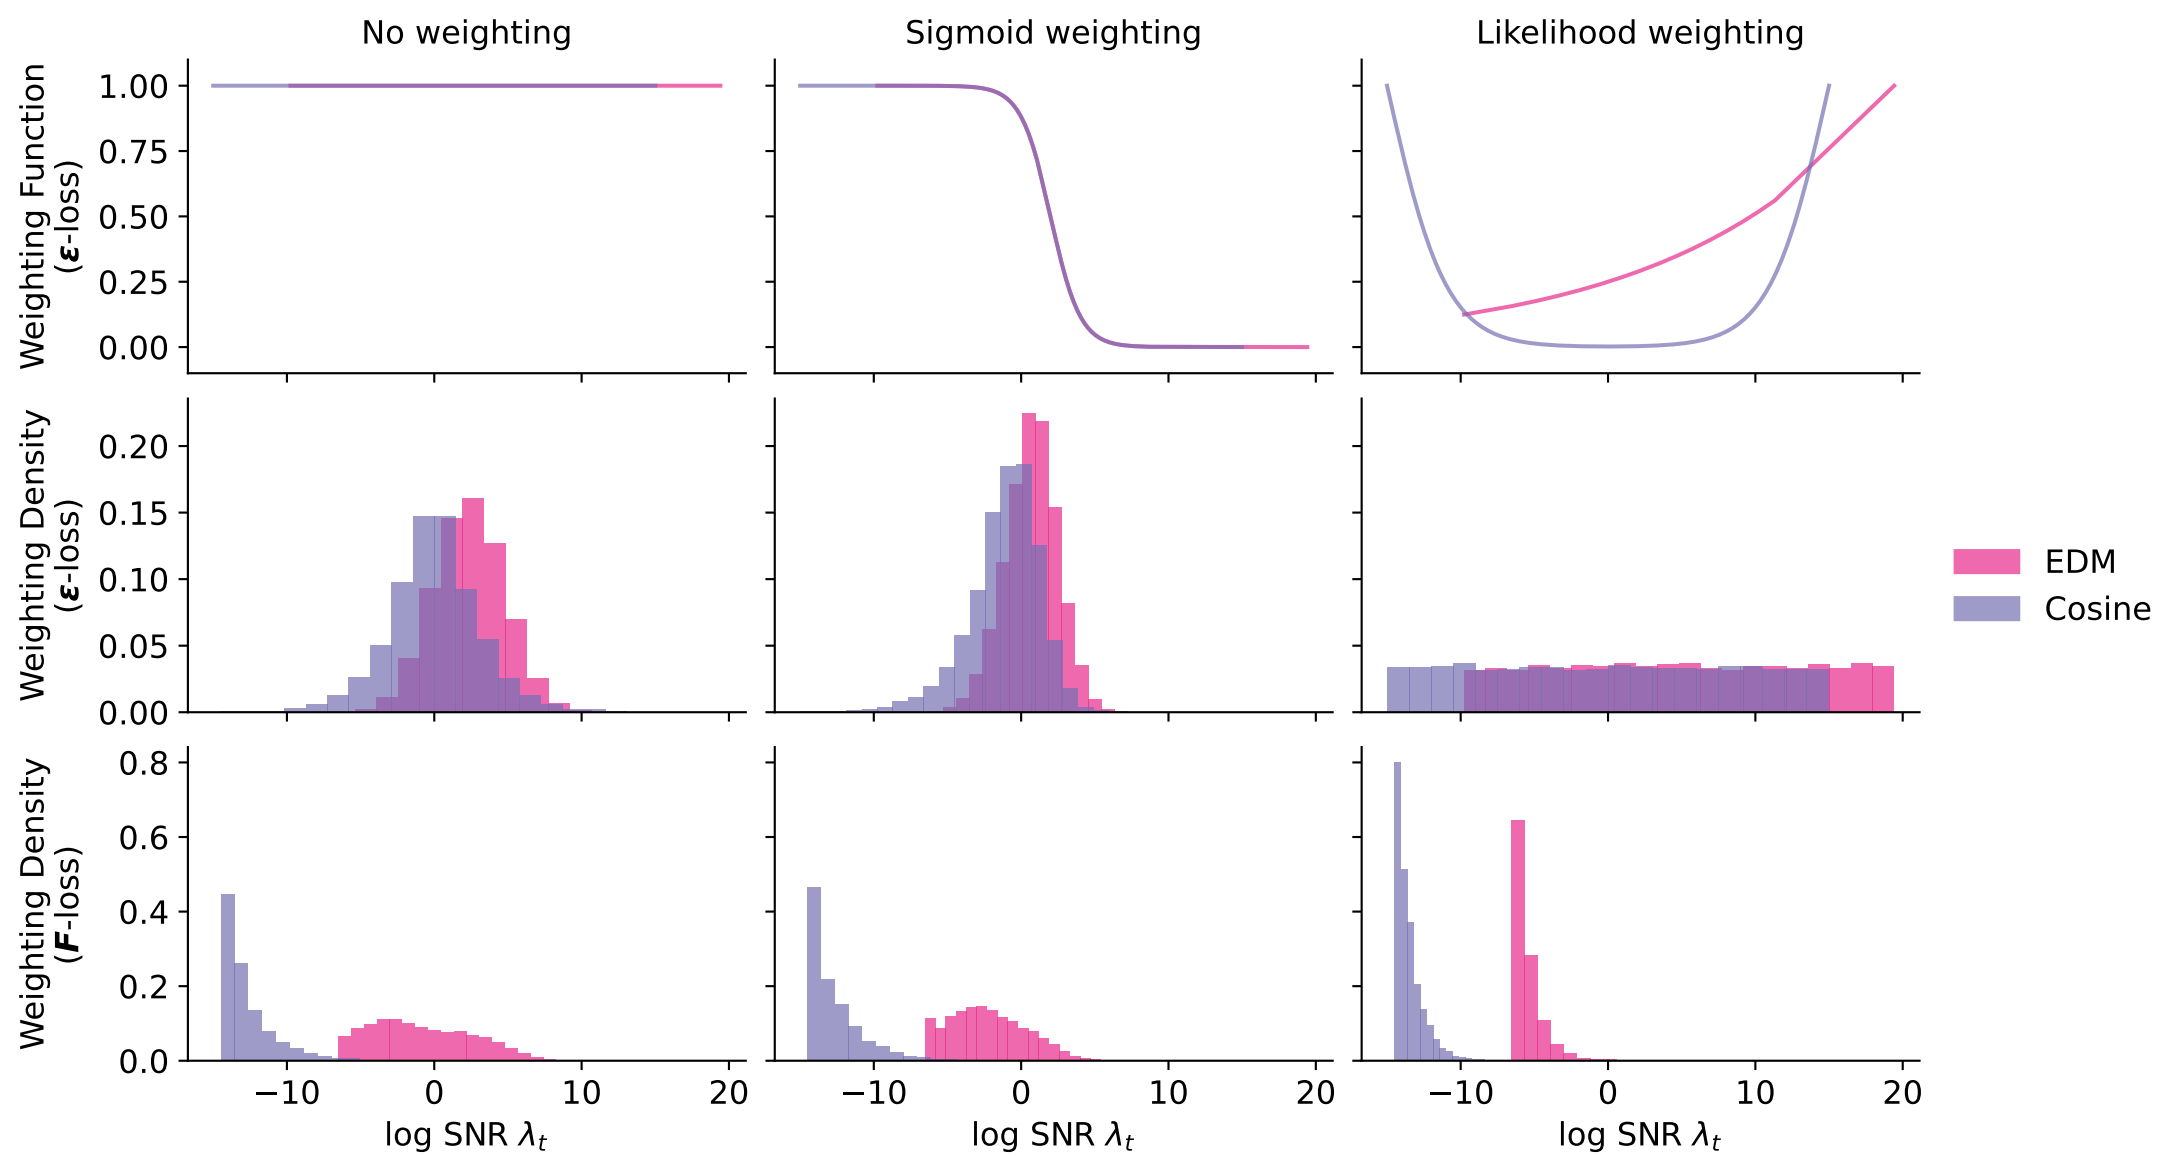 No weighting
Sigmoid weighting
Likelihood weighting
Weighting Function
(ε-loss)
1.00
0.75
0.50
0.25
0.00
Weighting Density
(ε-loss)
0.20
0.15
0.10
0.05
0.00
EDM
Cosine
Weighting Density
(F-loss)
0.8
0.6
0.4
0.2
0.0
−10 0 10 20
−10 0 10 20
−10 0 10 20
log SNR λt
log SNR λt
log SNR λt